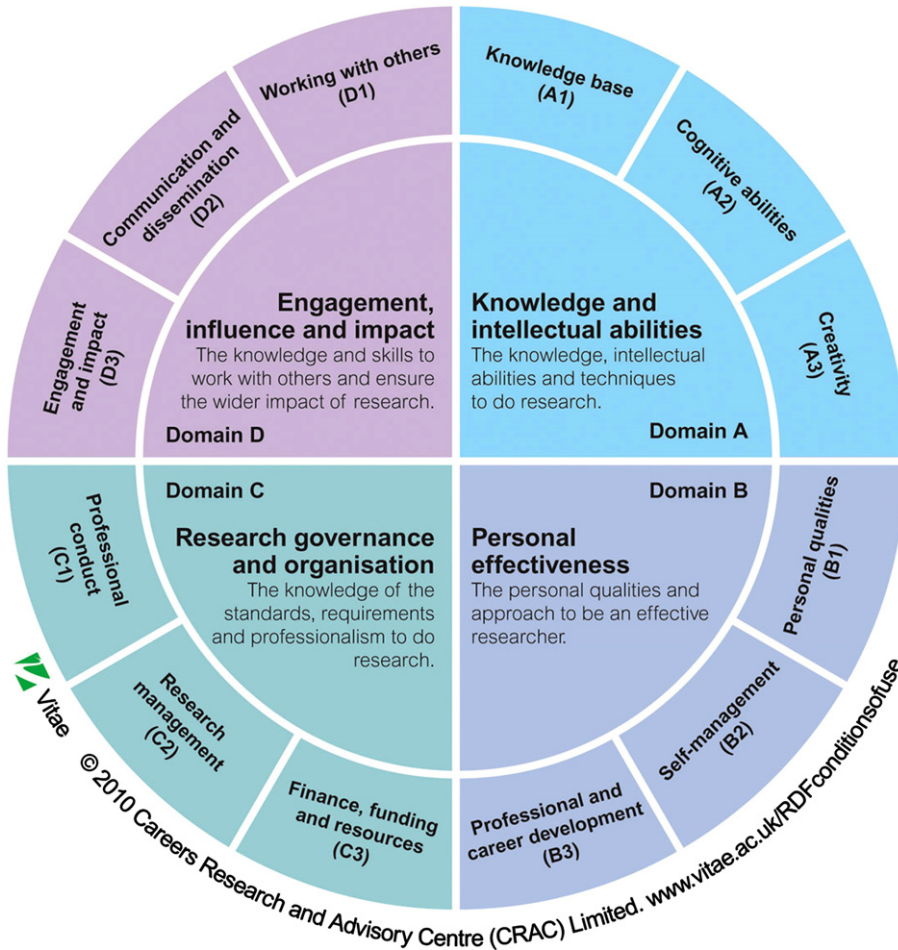 Working with others
(D1)
Knowledge base
(A1)
Communication and
dissemination
(D2)
Cognitive abilities
(A2)
Engagement
and impact
(D3)
Creativity
(A3)
Engagement,
influence and impact
The knowledge and skills to
work with others and ensure
the wider impact of research.
Domain D
Knowledge and
intellectual abilities
The knowledge, intellectual
abilities and techniques
to do research.
Domain A
Domain C
Research governance
and organisation
The knowledge of the
standards, requirements
and professionalism to do
research.
Domain B
Personal
effectiveness
The personal qualities and
approach to be an effective
researcher.
Professional
conduct
(C1)
Personal qualities
(B1)
Research
management
(C2)
Self-management
(B2)
Finance, funding
and resources
(C3)
Professional and
career development
(B3)
Vitae © 2010 Careers Research and Advisory Centre (CRAC) Limited. www.vitae.ac.uk/RDFconditionsofuse